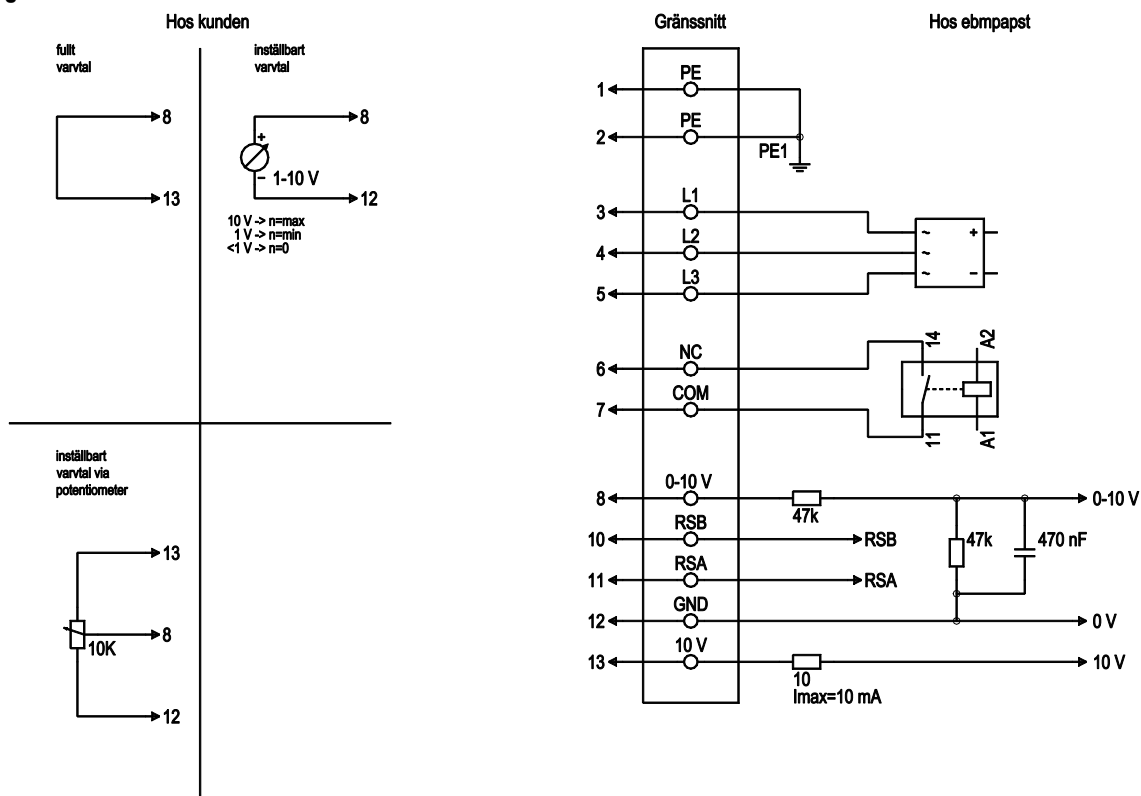 g
Hos kunden
Gränssnitt
Hos ebmpapst
fullt
varvtal
8
13
inställbart
varvtal
8
+
– 1-10 V
12
10 V -> n=max
1 V -> n=min
<1 V -> n=0
inställbart
varvtal via
potentiometer
13
8
10K
12
1 PE
2 PE
PE1
3 L1
4 L2
5 L3
~ +
~
~ –
6 NC
7 COM
14
A2
11
A1
8 0-10 V
47k
0-10 V
10 RSB
RSB
47k
470 nF
11 RSA
RSA
12 GND
0 V
13 10 V
10
Imax=10 mA
10 V